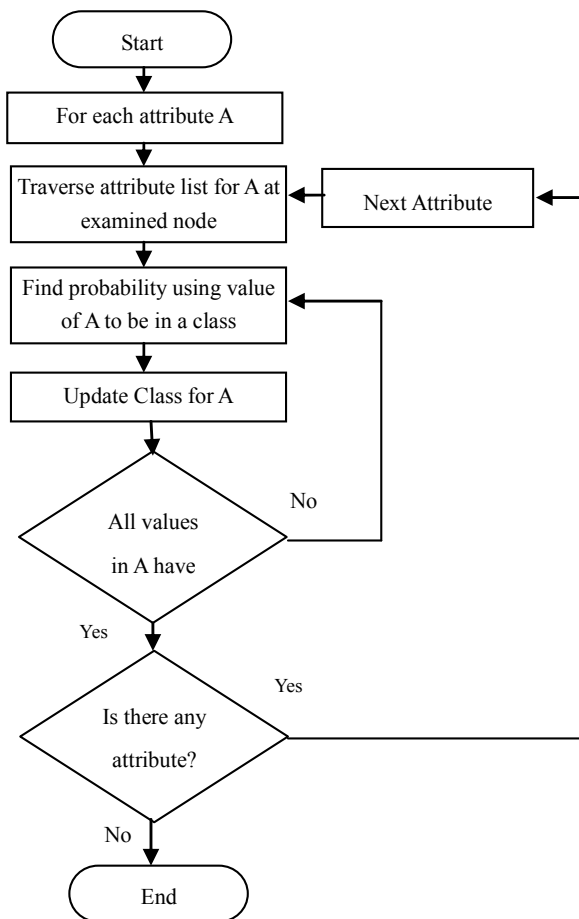 Start
For each attribute A
Traverse attribute list for A at
examined node
Next Attribute
Find probability using value
of A to be in a class
Update Class for A
No
All values
in A have
Yes
Yes
Is there any
attribute?
No
End